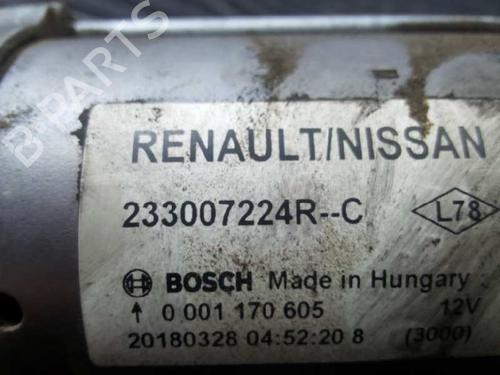 B-PARTS
RENAULT/NISSAN
233007224R--C
L78
BOSCH Made in Hungary
0 001 170 605 12V
20180328 04:52:20 8 (3000)